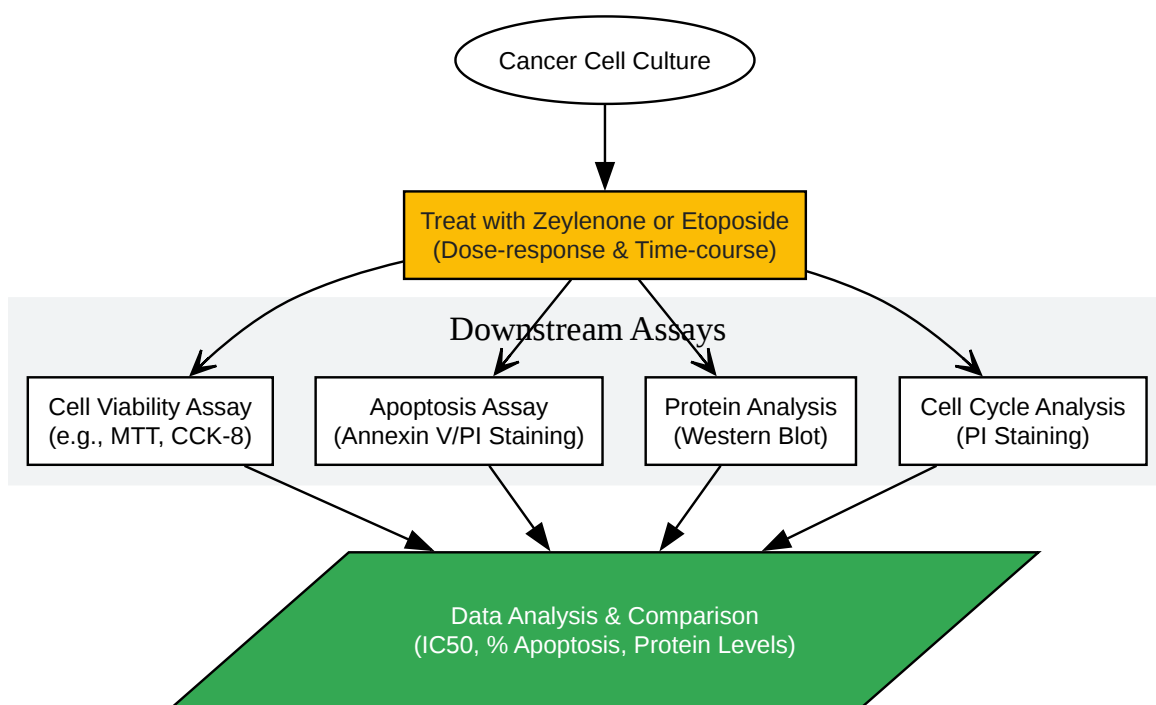 Cancer Cell Culture
Treat with Zeylenone or Etoposide
(Dose-response & Time-course)
Downstream Assays
Cell Viability Assay
(e.g., MTT, CCK-8)
Apoptosis Assay
(Annexin V/PI Staining)
Protein Analysis
(Western Blot)
Cell Cycle Analysis
(PI Staining)
Data Analysis & Comparison
(IC50, % Apoptosis, Protein Levels)